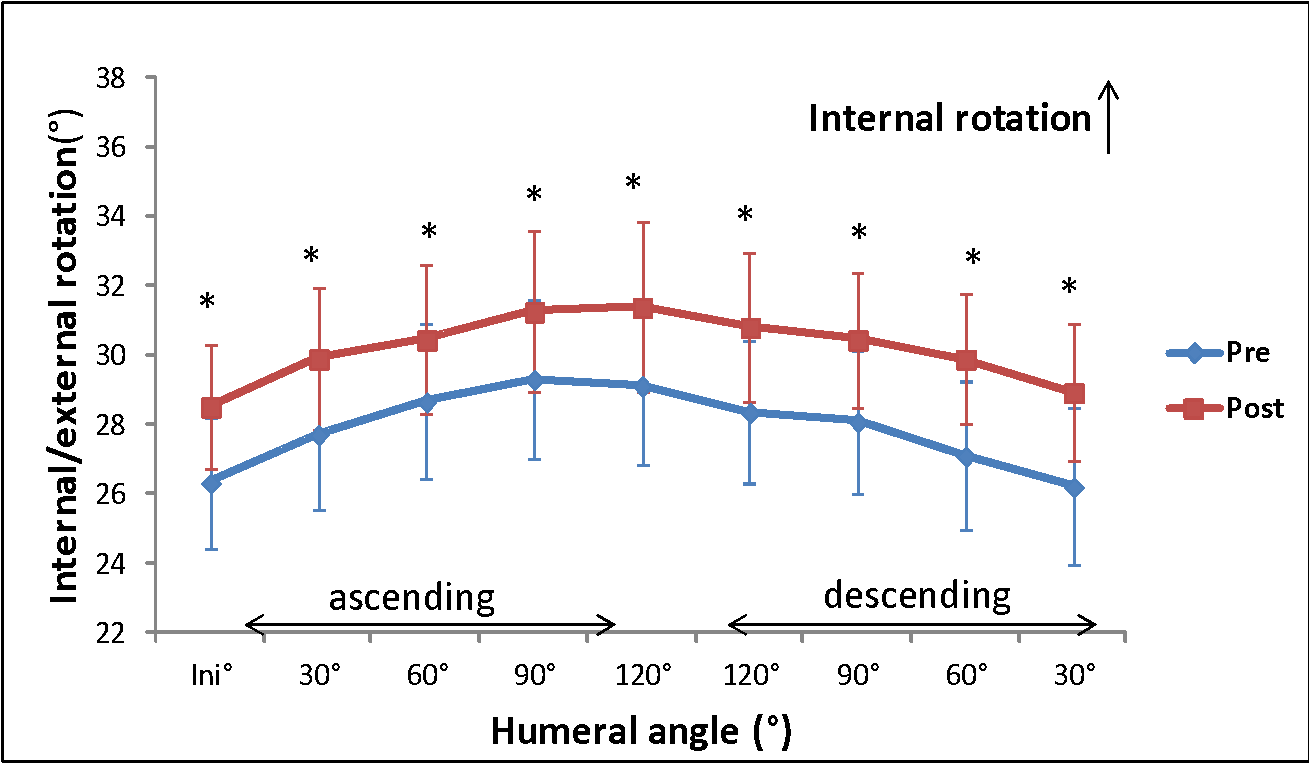 Internal/external rotation(°)
38
36
34
32
30
28
26
24
22
Internal rotation
* * * * * * * * *
ascending
descending
Ini° 30° 60° 90° 120° 120° 90° 60° 30°
Humeral angle (°)
Pre
Post